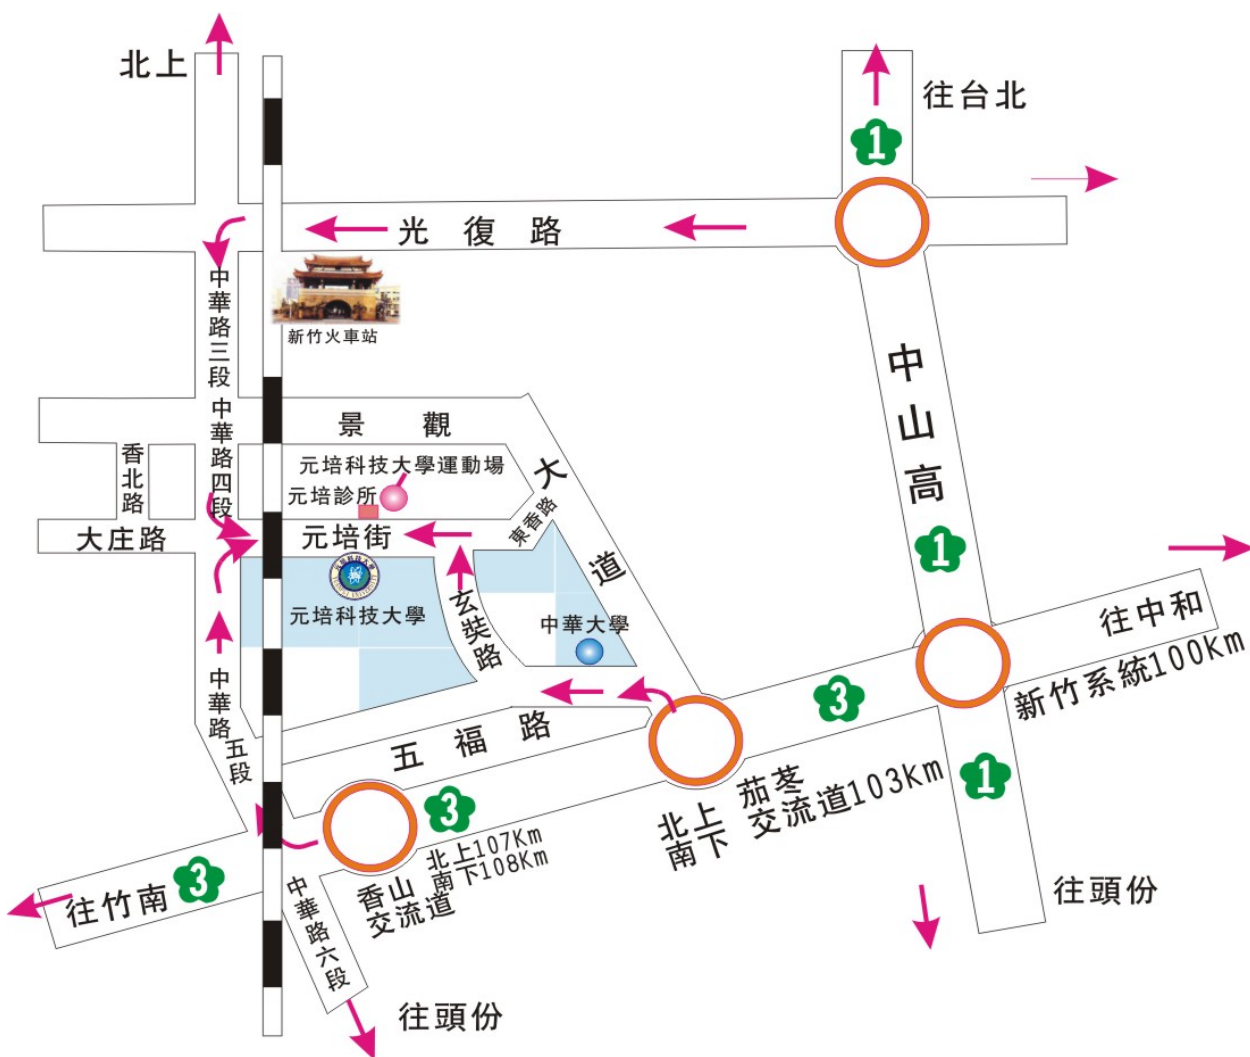 北上
往台北
1
光復路
中華路三段
新竹火車站
中山高
景觀大道
中華路四段
香北路
元培科技大學運動場
元培診所
東香路
大庄路
元培街
1
元培科技大學
玄奘路
中華大學
往中和
新竹系統100Km
3
中華路五段
五福路
1
茄苳
北上
南下 交流道103Km
3
北上107Km
南下108Km
香山
交流道
往竹南
3
中華路六段
往頭份
往頭份